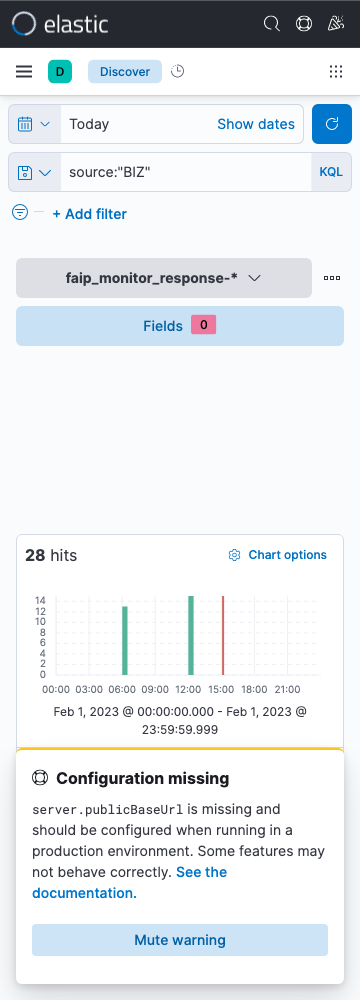 elastic
D
Discover
Today
Show dates
source:"BIZ"
KQL
+ Add filter
faip_monitor_response-*
Fields 0
28 hits
Chart options
14
12
10
8
6
4
2
0
00:00 03:00 06:00 09:00 12:00 15:00 18:00 21:00
Feb 1, 2023 @ 00:00:00.000 - Feb 1, 2023 @
23:59:59.999
Configuration missing
server.publicBaseUrl is missing and
should be configured when running in a
production environment. Some features may
not behave correctly. See the
documentation.
Mute warning